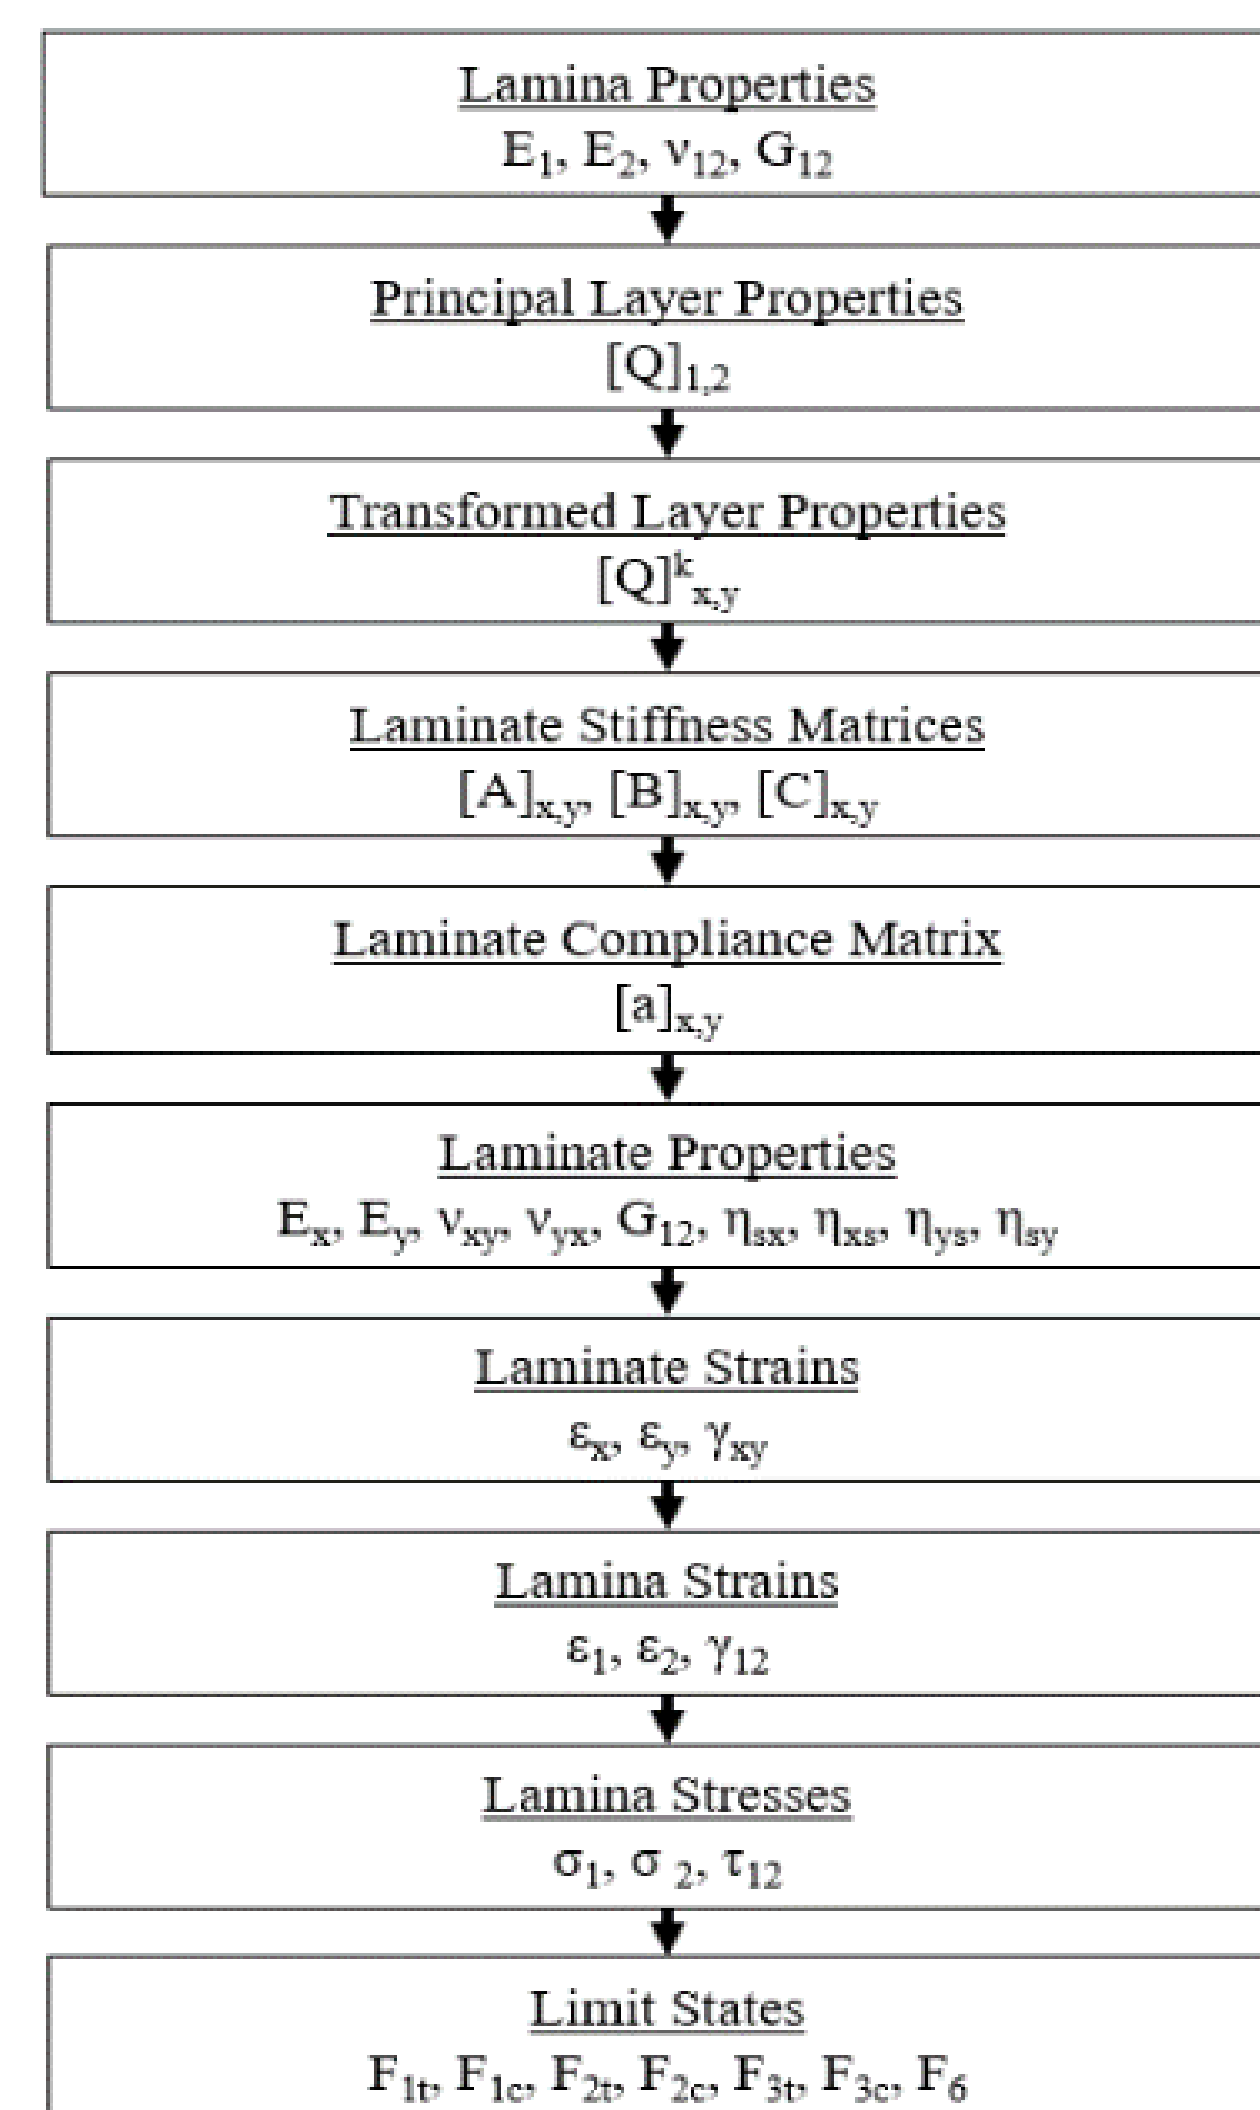 Lamina Properties
E₁, E₂, ν₁₂, G₁₂
Principal Layer Properties
[Q]₁,₂
Transformed Layer Properties
[Q]ᵏx,y
Laminate Stiffness Matrices
[A]x,y, [B]x,y, [C]x,y
Laminate Compliance Matrix
[a]x,y
Laminate Properties
Ex, Ey, νxy, νyx, G₁₂, ηsx, ηxs, ηys, ηsy
Laminate Strains
εx, εy, γxy
Lamina Strains
ε₁, ε₂, γ₁₂
Lamina Stresses
σ₁, σ ₂, τ₁₂
Limit States
F₁t, F₁c, F₂t, F₂c, F₃t, F₃c, F₆